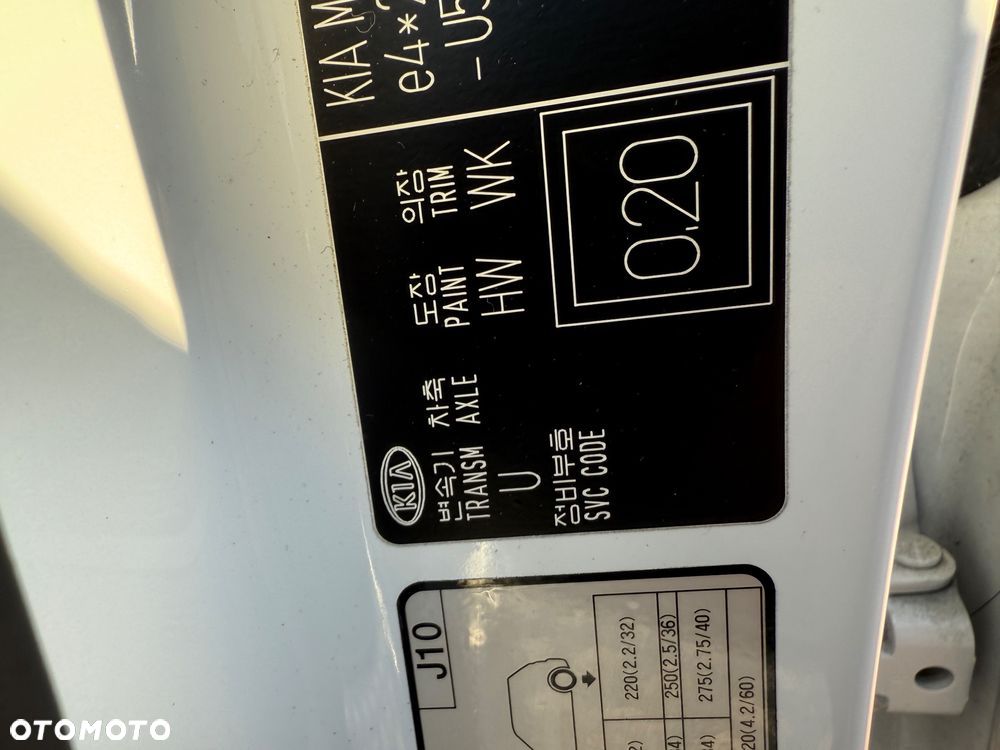 KIA M
e4*
-U5
KIA
변속기 차축 도장 의장
TRANSM AXLE PAINT TRIM
U HW WK
정비부호
SVC CODE
0.20
J10
220(2.2/32)
250(2.5/36)
275(2.75/40)
20(4.2/60)
OTOMOTO